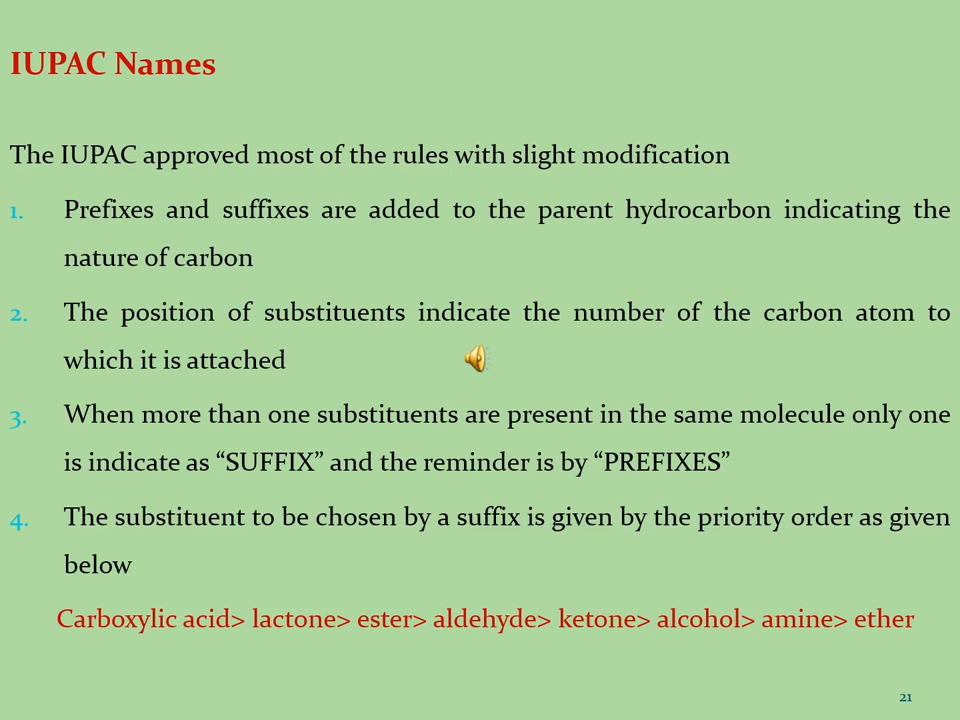 IUPAC Names
The IUPAC approved most of the rules with slight modification
1. Prefixes and suffixes are added to the parent hydrocarbon indicating the
nature of carbon
2. The position of substituents indicate the number of the carbon atom to
which it is attached
3. When more than one substituents are present in the same molecule only one
is indicate as “SUFFIX” and the reminder is by “PREFIXES”
4. The substituent to be chosen by a suffix is given by the priority order as given
below
Carboxylic acid> lactone> ester> aldehyde> ketone> alcohol> amine> ether
21